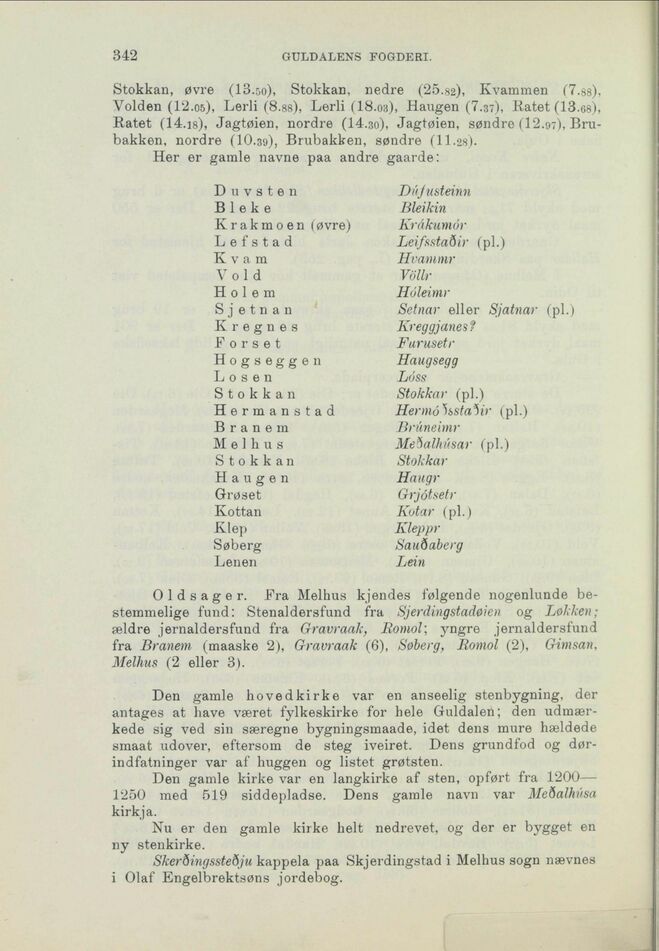 342 GULDALENS FOGDERI.
Stokkan, øvre (13.50), Stokkan, nedre (25.82), Kvammen (7.88),
Volden (12.05), Lerli (8.88), Lerli (18.03), Haugen (7.37), Ratet (13.68),
Ratet (14.18), Jagtøien, nordre (14.30), Jagtøien, søndre (12.97), Bru-
bakken, nordre (10.39), Brubakken, søndre (11.28).
Her er gamle navne paa andre gaarde:
Duvsten Dúfusteinn
Bleke Bleikin
Krakmoen (øvre) Krákumór
Lefstad Leifsstaðir (pl.)
Kvam Hvammr
Vold Völlr
Holem Hóleimr
Sjetnan Setnar eller Sjatnar (pl.)
Kregnes Kreggjanes?
Forset Furusetr
Hogseggen Haugsegg
Losen Lóss
Stokkan Stokkar (pl.)
Hermanstad Hermóðsstaðir (pl.)
Branem Brúneimr
Melhus Meðalhúsar (pl.)
Stokkan Stokkar
Haugen Haugr
Grøset Grjótsetr
Kottan Kotar (pl.)
Klep Kleppr
Søberg Sauðaberg
Lenen Lein
Oldsager. Fra Melhus kjendes følgende nogenlunde be-
stemmelige fund: Stenaldersfund fra Sjerdingstadøien og Løkken;
ældre jernaldersfund fra Gravraak, Romol; yngre jernaldersfund
fra Branem (maaske 2), Gravraak (6), Søberg, Romol (2), Gimsan,
Melhus (2 eller 3).
Den gamle hovedkirke var en anseelig stenbygning, der
antages at have været fylkeskirke for hele Guldalen; den udmær-
kede sig ved sin særegne bygningsmaade, idet dens mure hældede
smaat udover, eftersom de steg iveiret. Dens grundfod og dør-
indfatninger var af huggen og listet grøtsten.
Den gamle kirke var en langkirke af sten, opført fra 1200—
1250 med 519 siddepladse. Dens gamle navn var Meðalhúsa
kirkja.
Nu er den gamle kirke helt nedrevet, og der er bygget en
ny stenkirke.
Skerðingssteðju kappela paa Skjerdingstad i Melhus sogn nævnes
i Olaf Engelbrektsøns jordebog.